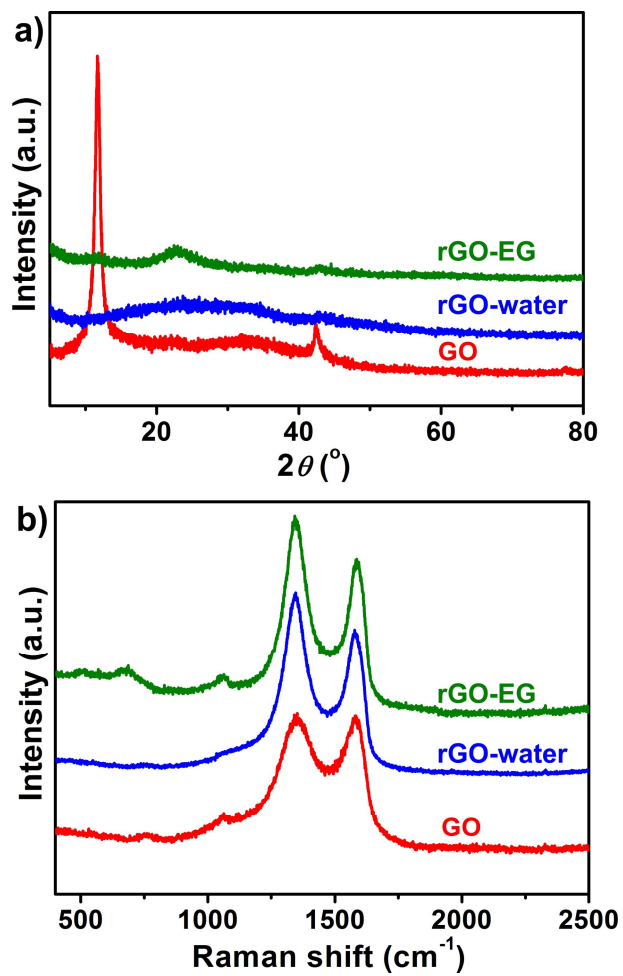 a)
Intensity (a.u.)
rGO-EG
rGO-water
GO
20 40 60 80
2θ (°)
b)
Intensity (a.u.)
rGO-EG
rGO-water
GO
500 1000 1500 2000 2500
Raman shift (cm⁻¹)